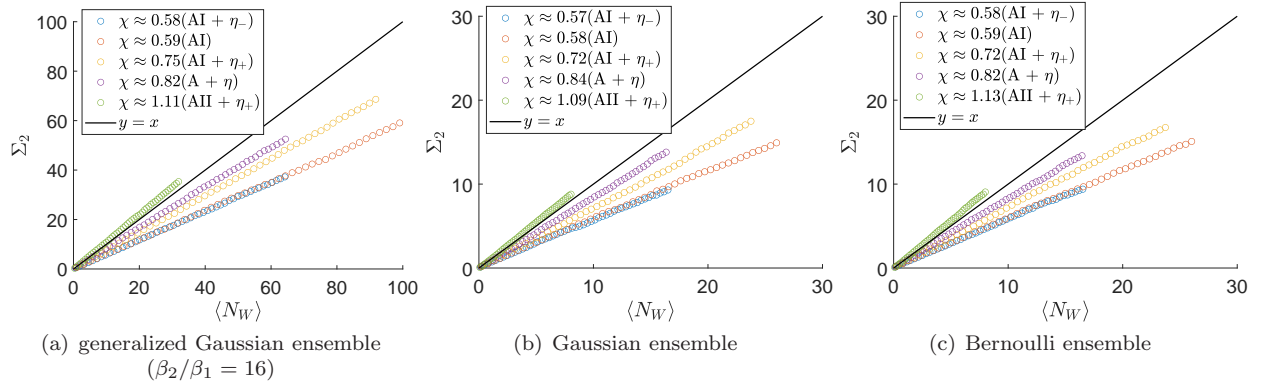 100
80
60
40
20
0
Σ₂
χ ≈ 0.58(AI + η₋)
χ ≈ 0.59(AI)
χ ≈ 0.75(AI + η₊)
χ ≈ 0.82(A + η)
χ ≈ 1.11(AII + η₊)
y = x
0 20 40 60 80 100
⟨N_W⟩
(a) generalized Gaussian ensemble
(β₂/β₁ = 16)
30
20
10
0
Σ₂
χ ≈ 0.57(AI + η₋)
χ ≈ 0.58(AI)
χ ≈ 0.72(AI + η₊)
χ ≈ 0.84(A + η)
χ ≈ 1.09(AII + η₊)
y = x
0 10 20 30
⟨N_W⟩
(b) Gaussian ensemble
30
20
10
0
Σ₂
χ ≈ 0.58(AI + η₋)
χ ≈ 0.59(AI)
χ ≈ 0.72(AI + η₊)
χ ≈ 0.82(A + η)
χ ≈ 1.13(AII + η₊)
y = x
0 10 20 30
⟨N_W⟩
(c) Bernoulli ensemble